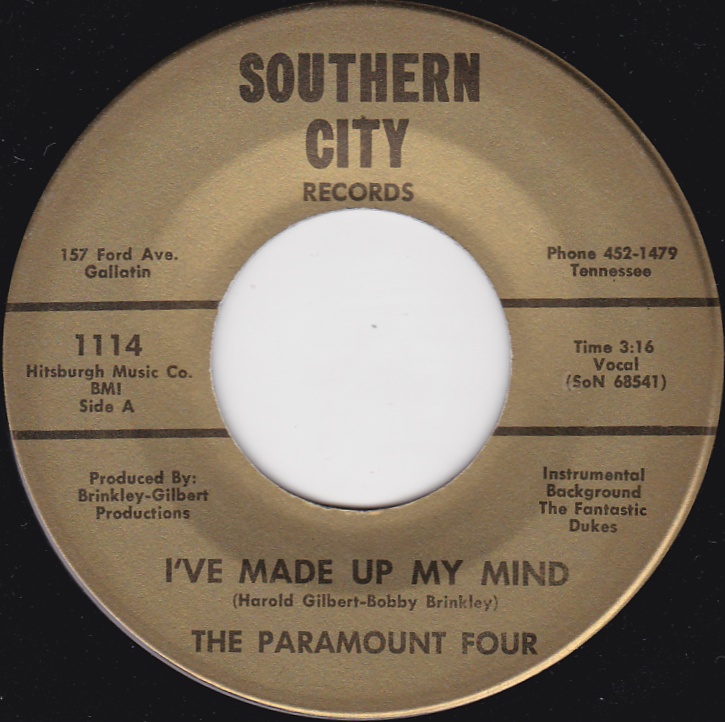 SOUTHERN
CITY
RECORDS
157 Ford Ave.
Gallatin
Phone 452-1479
Tennessee
1114
Hitsburgh Music Co.
BMI
Side A
Time 3:16
Vocal
(SoN 68541)
Produced By:
Brinkley-Gilbert
Productions
Instrumental
Background
The Fantastic
Dukes
I'VE MADE UP MY MIND
(Harold Gilbert-Bobby Brinkley)
THE PARAMOUNT FOUR